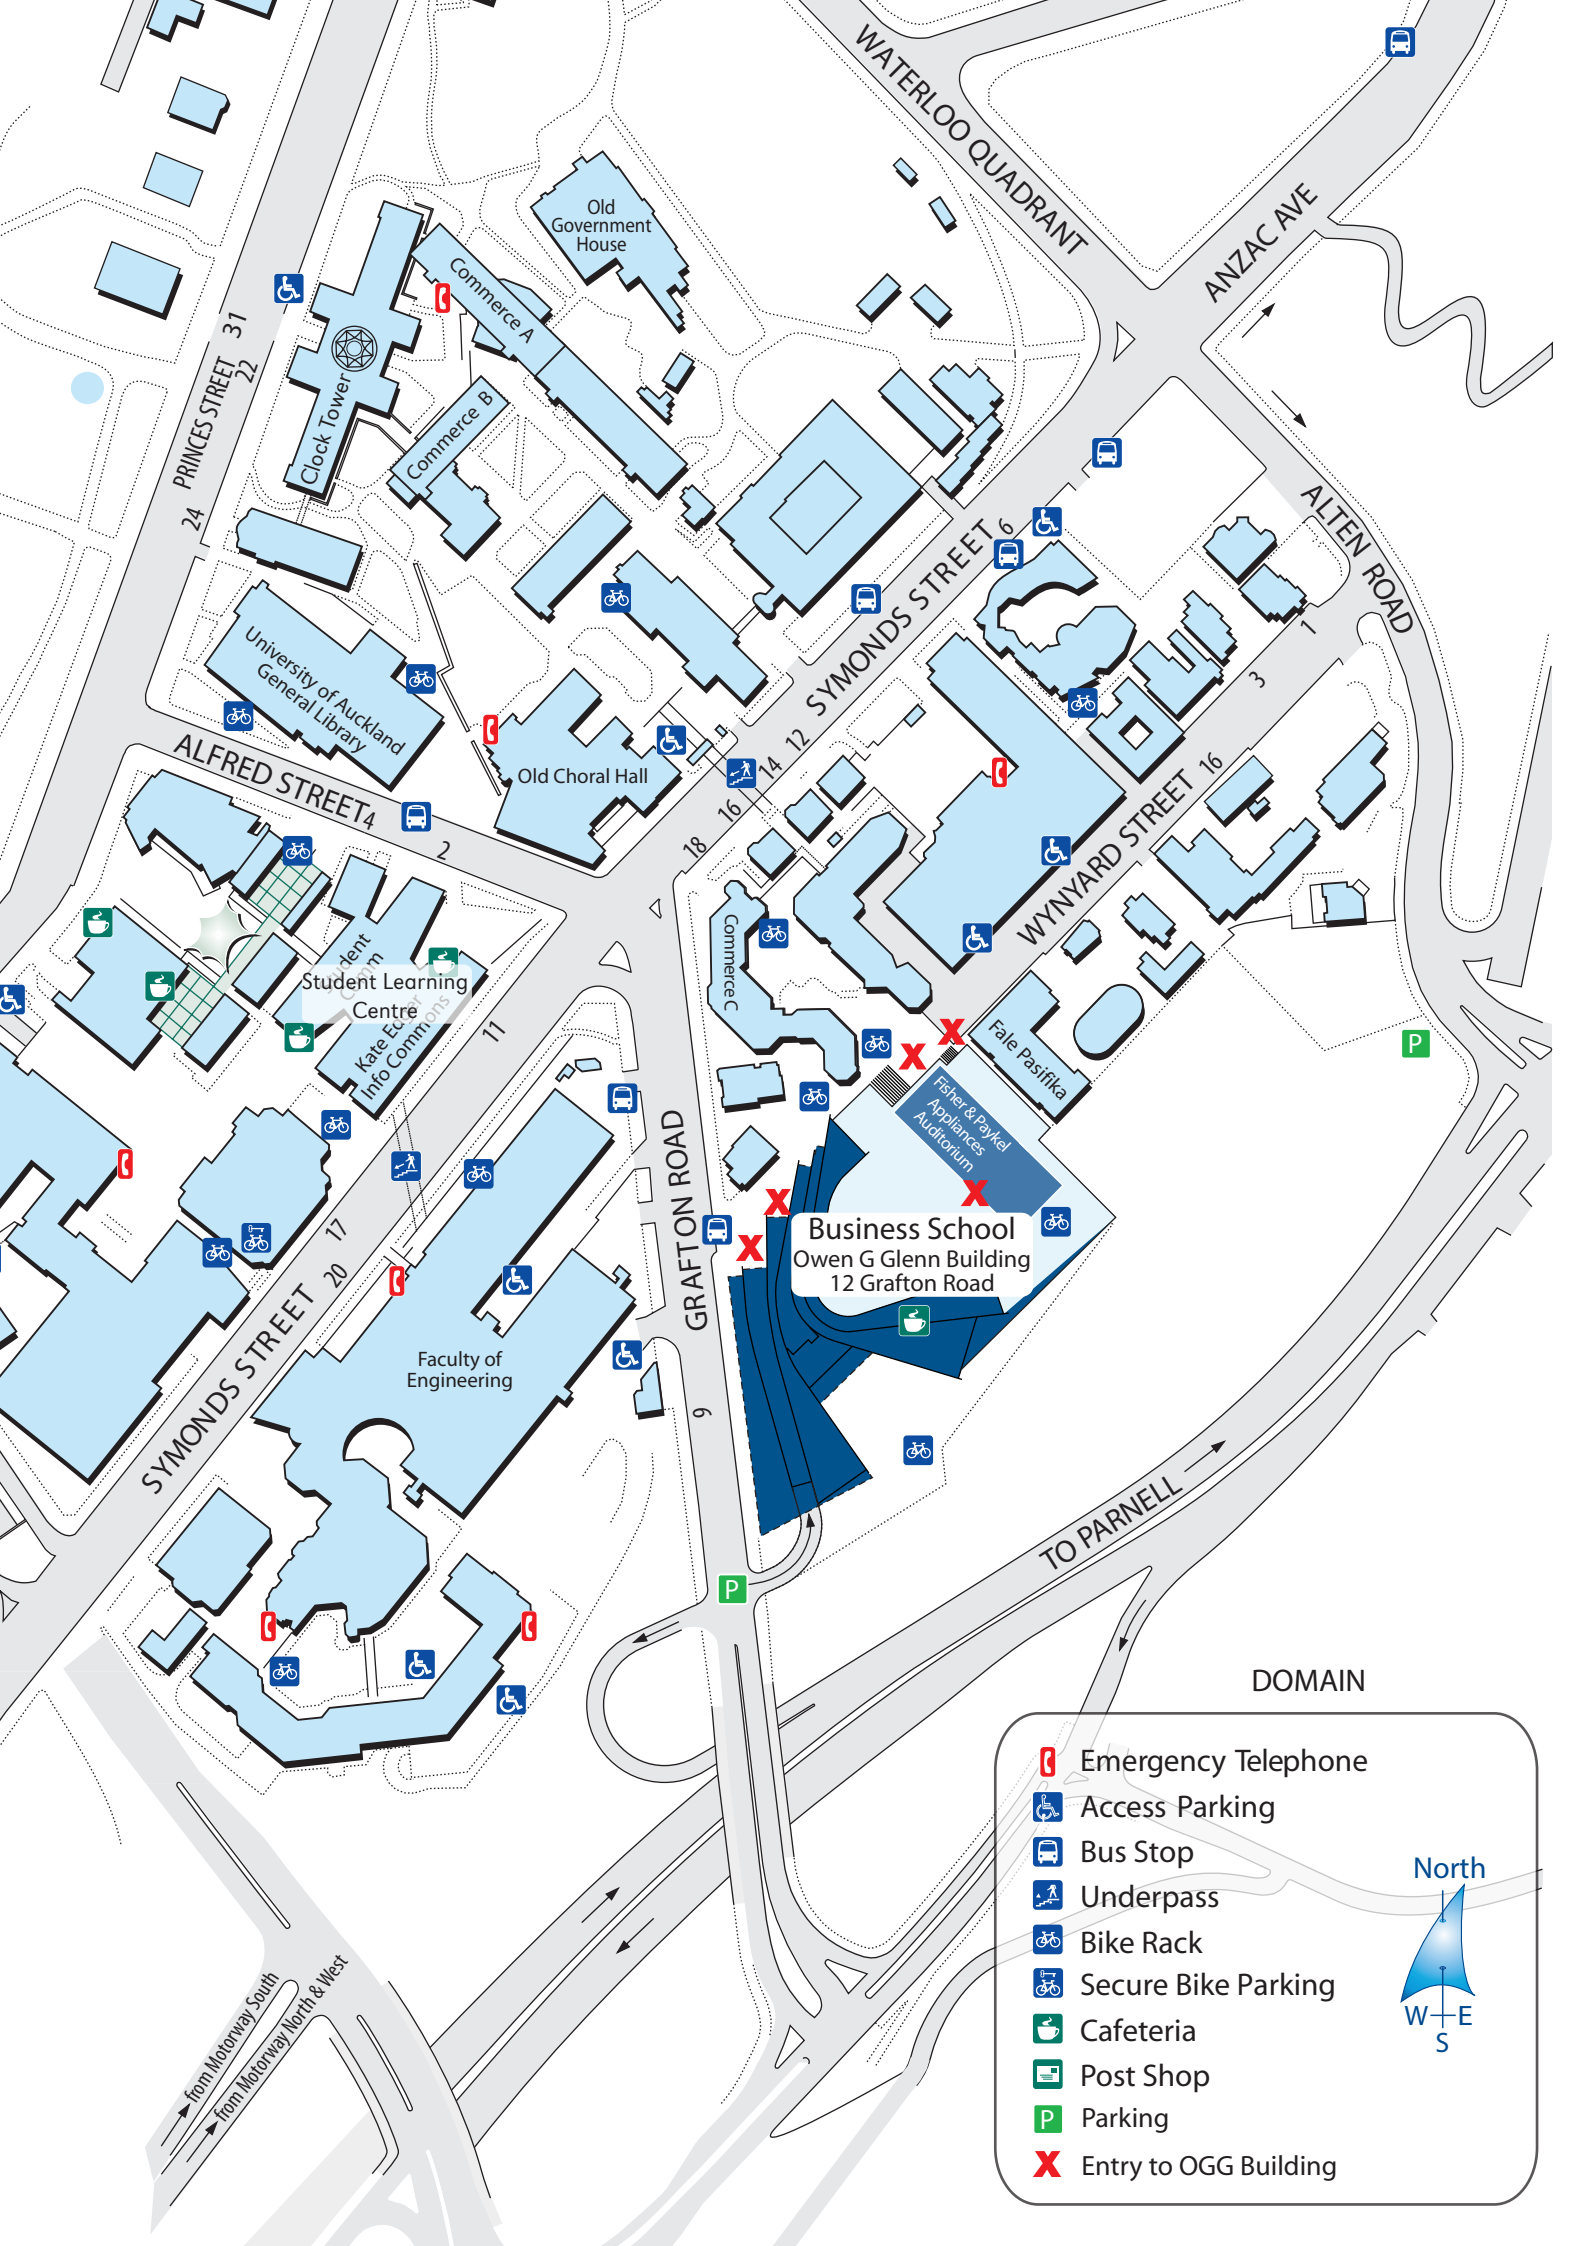 WATERLOO QUADRANT
ANZAC AVE
Old
Government
House
Commerce A
31
PRINCES STREET
22
Clock Tower
Commerce B
24
ALTEN ROAD
6
SYMONDS STREET
1
3
University of Auckland
General Library
ALFRED STREET
4
2
Old Choral Hall
12
14
16
18
16
WYNYARD STREET
Commerce C
Student
Comm
Student Learning
Centre
Kate Edger
Info Commons
11
Fale Pasifika
Fisher & Paykel
Appliances
Auditorium
P
GRAFTON ROAD
Business School
Owen G Glenn Building
12 Grafton Road
17
20
SYMONDS STREET
Faculty of
Engineering
9
TO PARNELL
P
DOMAIN
Emergency Telephone
Access Parking
Bus Stop
Underpass
Bike Rack
Secure Bike Parking
Cafeteria
Post Shop
P Parking
X Entry to OGG Building
North
W E
S
from Motorway South
from Motorway North & West